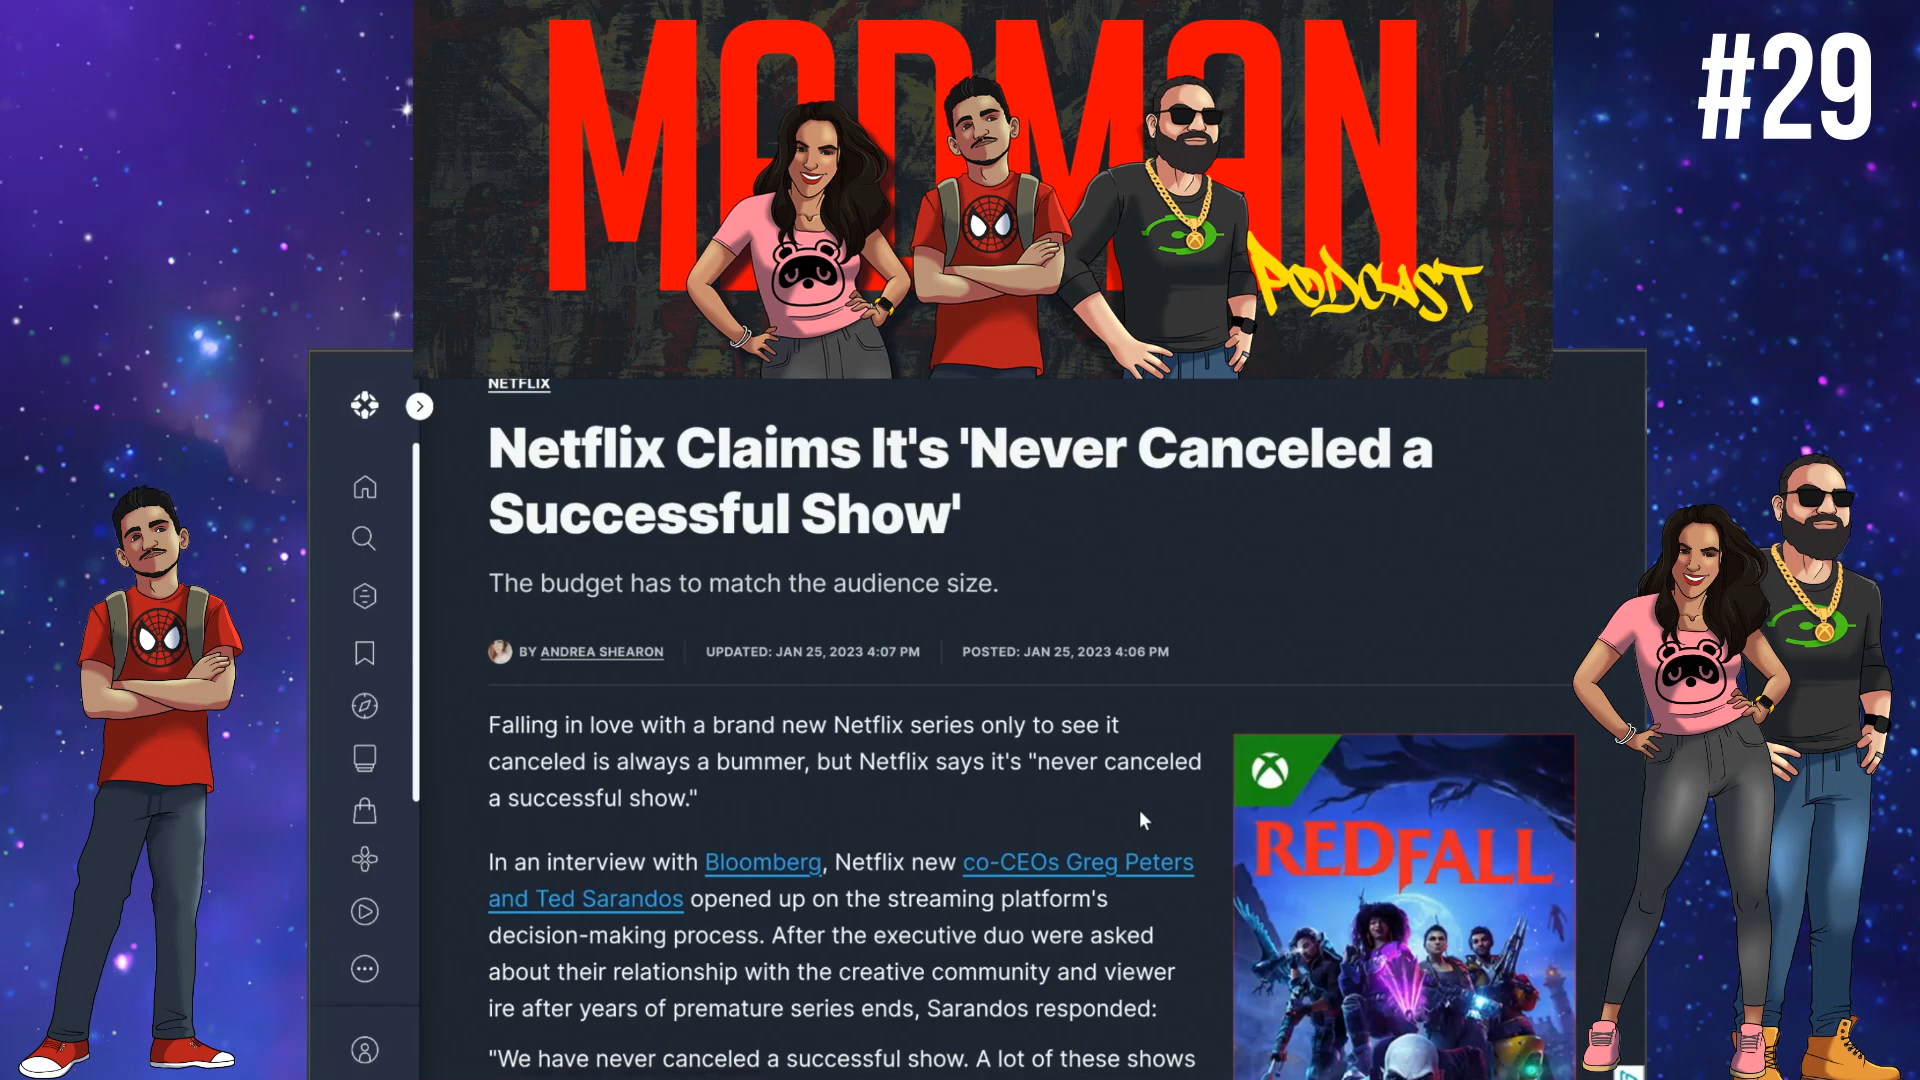 MADMAN
PODCAST
#29
NETFLIX
Netflix Claims It's 'Never Canceled a
Successful Show'
The budget has to match the audience size.
BY ANDREA SHEARON
UPDATED: JAN 25, 2023 4:07 PM
POSTED: JAN 25, 2023 4:06 PM
Falling in love with a brand new Netflix series only to see it
canceled is always a bummer, but Netflix says it's "never canceled
a successful show."
In an interview with Bloomberg, Netflix new co-CEOs Greg Peters
and Ted Sarandos opened up on the streaming platform's
decision-making process. After the executive duo were asked
about their relationship with the creative community and viewer
ire after years of premature series ends, Sarandos responded:
"We have never canceled a successful show. A lot of these shows
REDFALL